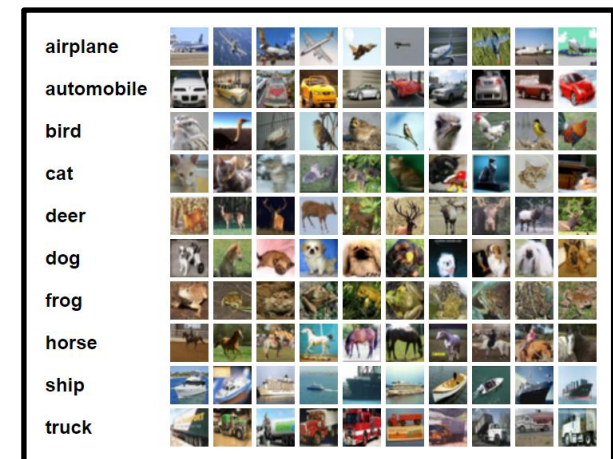 airplane
automobile
bird
cat
deer
dog
frog
horse
ship
truck